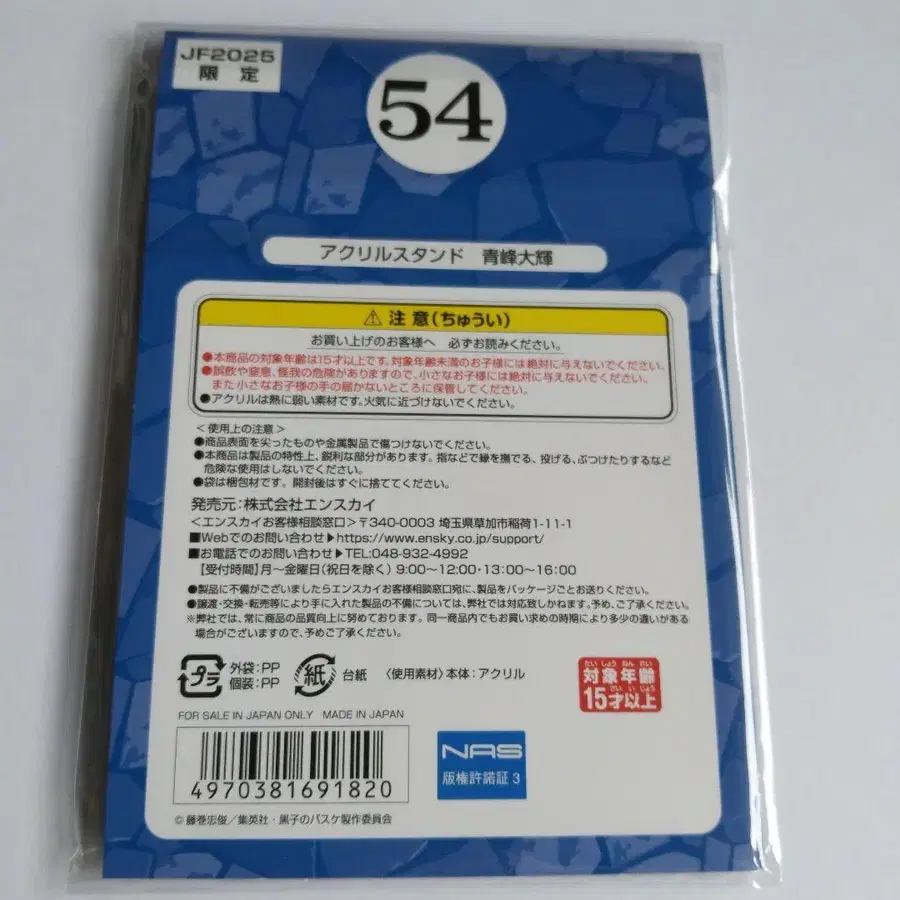 JF2025
限 定
54
アクリルスタンド 青峰大輝
⚠ 注 意(ちゅうい)
お買い上げのお客様へ 必ずお読みください。
●本商品の対象年齢は15才以上です。対象年齢未満のお子様には絶対に与えないでください。
●誤飲や窒息、怪我の危険がありますので、小さなお子様には絶対に与えないでください。
また小さなお子様の手の届かないところに保管してください。
●アクリルは熱に弱い素材です。火気に近づけないでください。
＜使用上の注意＞
●商品表面を尖ったものや金属製品で傷つけないでください。
●本商品は製品の特性上、鋭利な部分があります。指などで縁を撫でる、投げる、ぶつけたりするなど
危険な使用はしないでください。
●袋は梱包材です。開封後はすぐに捨ててください。
発売元:株式会社エンスカイ
＜エンスカイお客様相談窓口＞〒340-0003 埼玉県草加市稲荷1-11-1
■Webでのお問い合わせ▶https://www.ensky.co.jp/support/
■お電話でのお問い合わせ▶TEL:048-932-4992
【受付時間】月～金曜日(祝日を除く) 9:00～12:00・13:00～16:00
●製品に不備がございましたらエンスカイお客様相談窓口宛に、製品をパッケージごとお送りください。
●譲渡・交換・転売等により手に入れた製品の不備については、弊社では対応致しかねます。予め、ご了承ください。
※弊社では、常に商品の品質向上に努めております。同一商品内でもお買い求めの時期により多少の違いがある
場合がございますので、予めご了承ください。
プラ 外袋:PP
個装:PP
紙 台紙
〈使用素材〉本体:アクリル
たいしょうねんれい
対象年齢
さいいじょう
15才以上
FOR SALE IN JAPAN ONLY MADE IN JAPAN
4970381691820
NAS
版権許諾証 3
© 藤巻忠俊／集英社・黒子のバスケ製作委員会